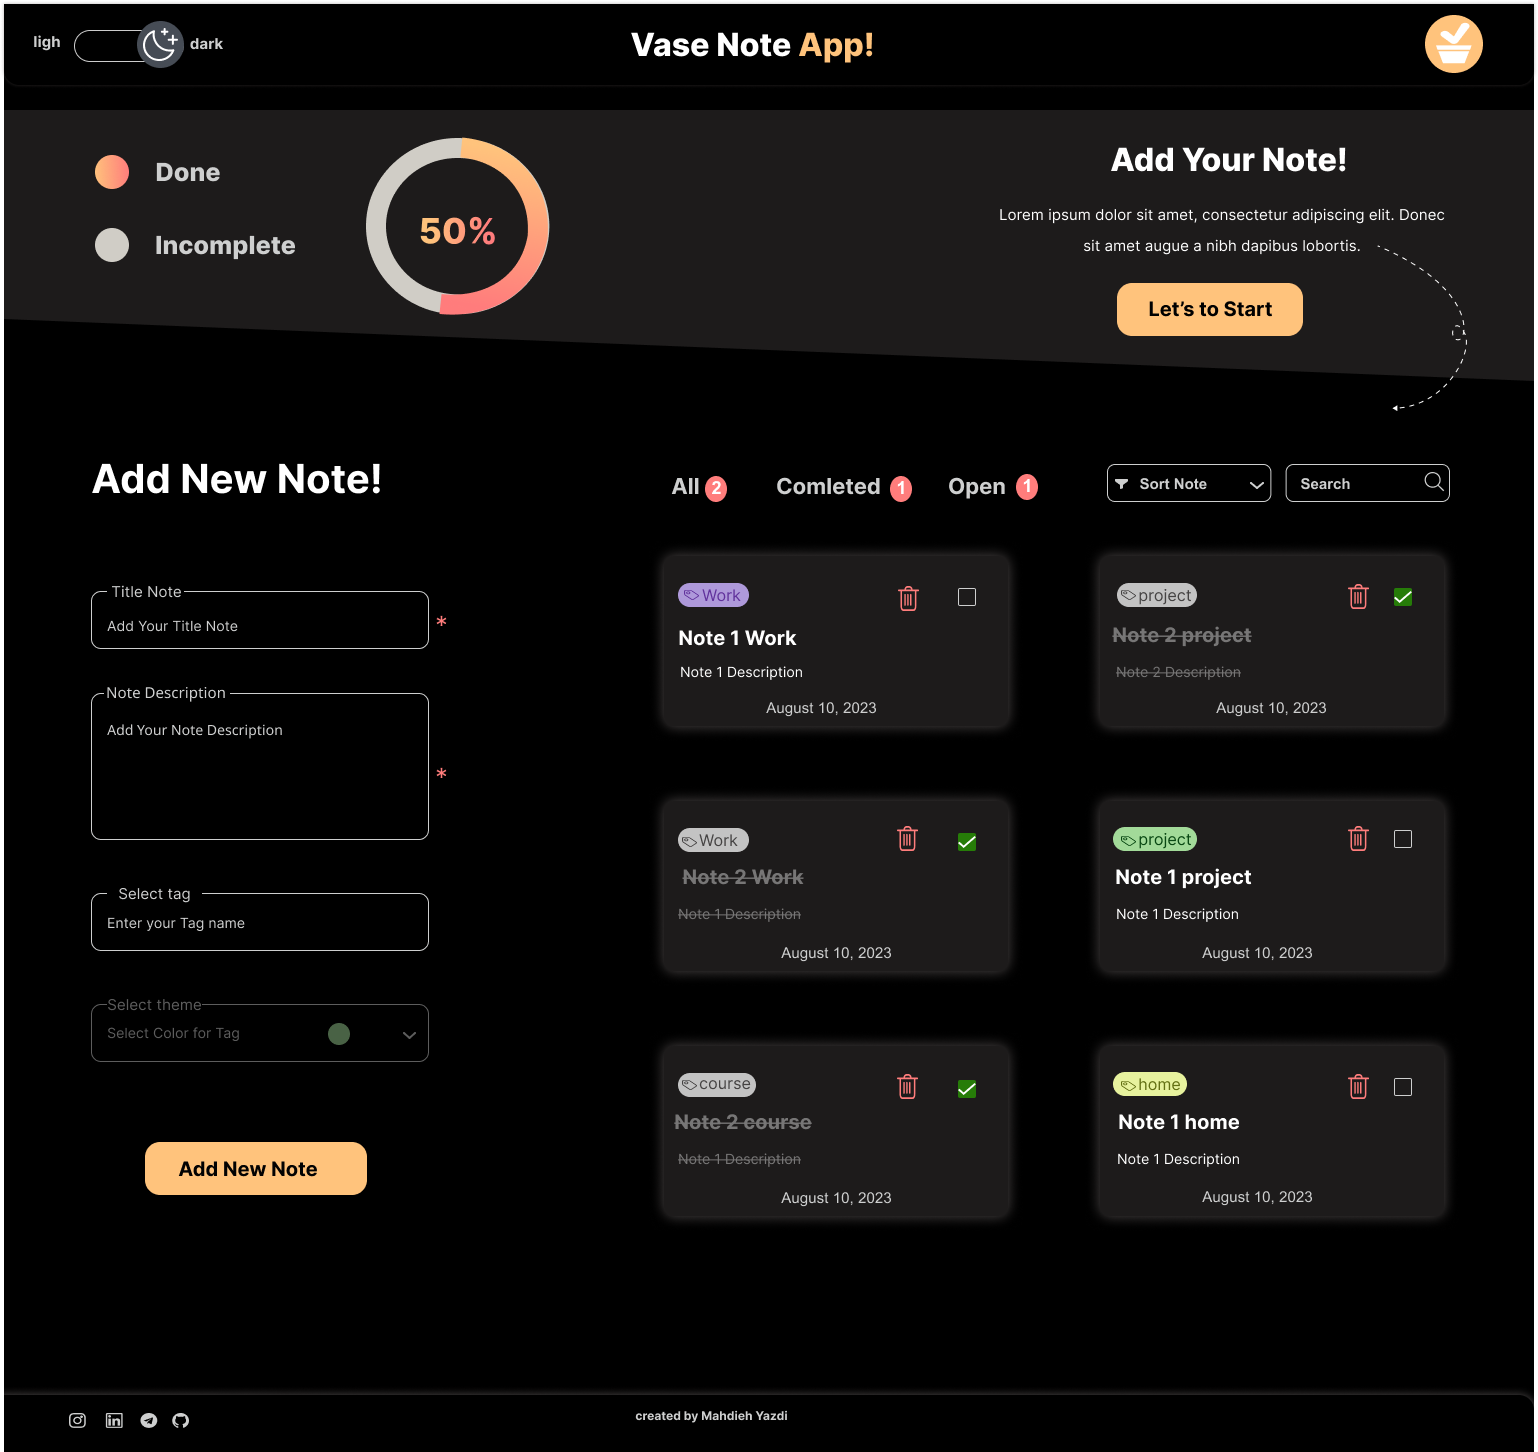 ligh
dark
Vase Note App!
Done
Incomplete
50%
Add Your Note!
Lorem ipsum dolor sit amet, consectetur adipiscing elit. Donec
sit amet augue a nibh dapibus lobortis.
Let's to Start
Add New Note!
All 2
Comleted 1
Open 1
Sort Note
Search
Title Note
Add Your Title Note
*
Note Description
Add Your Note Description
*
Select tag
Enter your Tag name
Select theme
Select Color for Tag
Add New Note
Work
Note 1 Work
Note 1 Description
August 10, 2023
project
Note 2 project
Note 2 Description
August 10, 2023
Work
Note 2 Work
Note 1 Description
August 10, 2023
project
Note 1 project
Note 1 Description
August 10, 2023
course
Note 2 course
Note 1 Description
August 10, 2023
home
Note 1 home
Note 1 Description
August 10, 2023
created by Mahdieh Yazdi